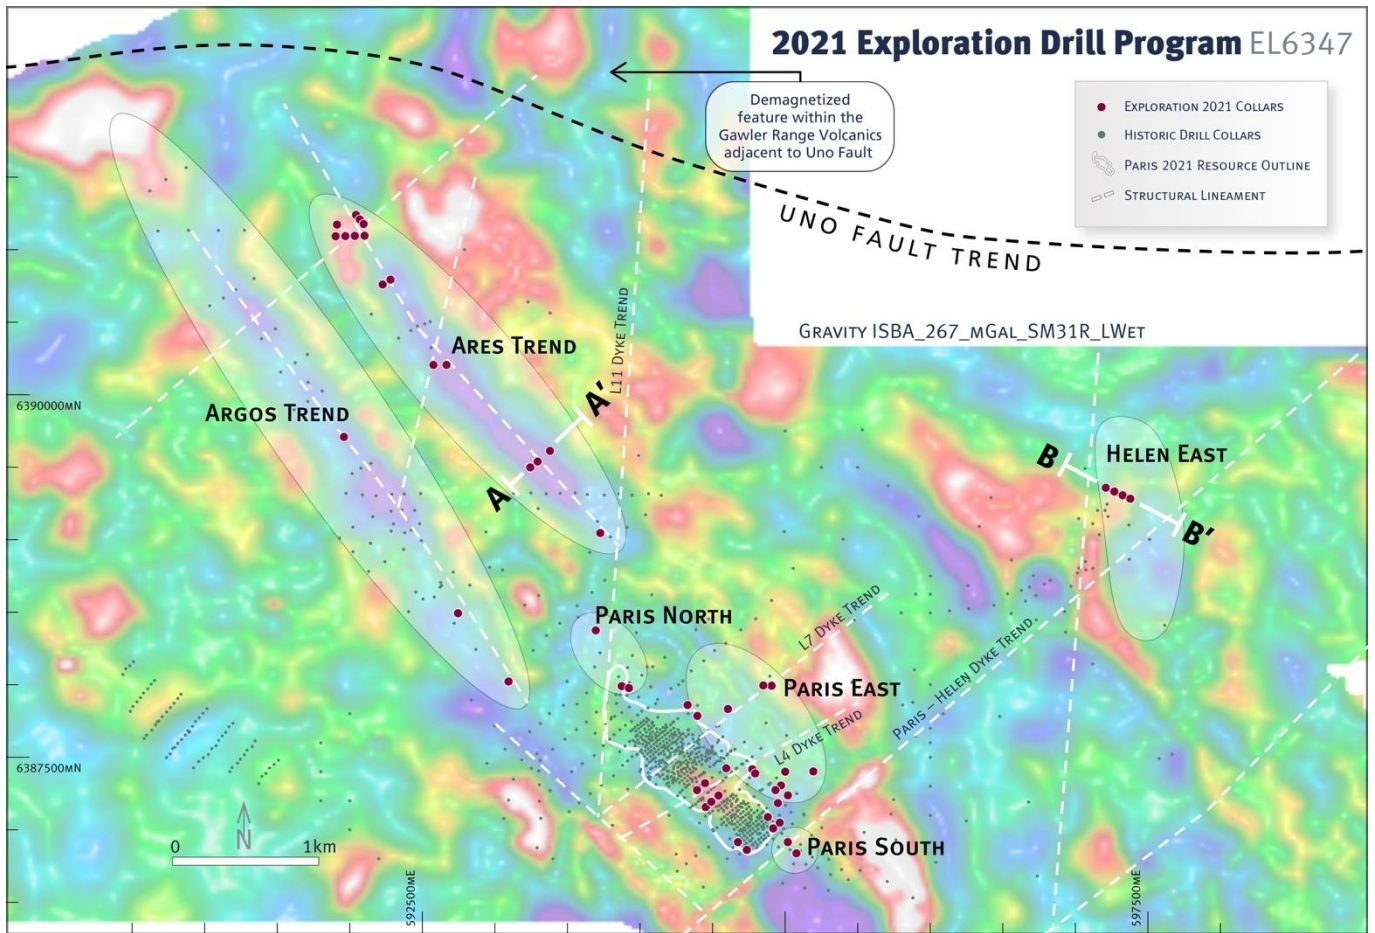 2021 Exploration Drill Program EL6347
Demagnetized
feature within the
Gawler Range Volcanics
adjacent to Uno Fault
Exploration 2021 Collars
Historic Drill Collars
Paris 2021 Resource Outline
Structural Lineament
UNO FAULT TREND
Gravity ISBA_267_mGal_SM31R_LWet
L11 Dyke Trend
Ares Trend
A'
6390000mN
Argos Trend
A
B
Helen East
B'
Paris North
L7 Dyke Trend
Paris East
Paris – Helen Dyke Trend
L4 Dyke Trend
6387500mN
N
0 1km
Paris South
592500mE
597500mE